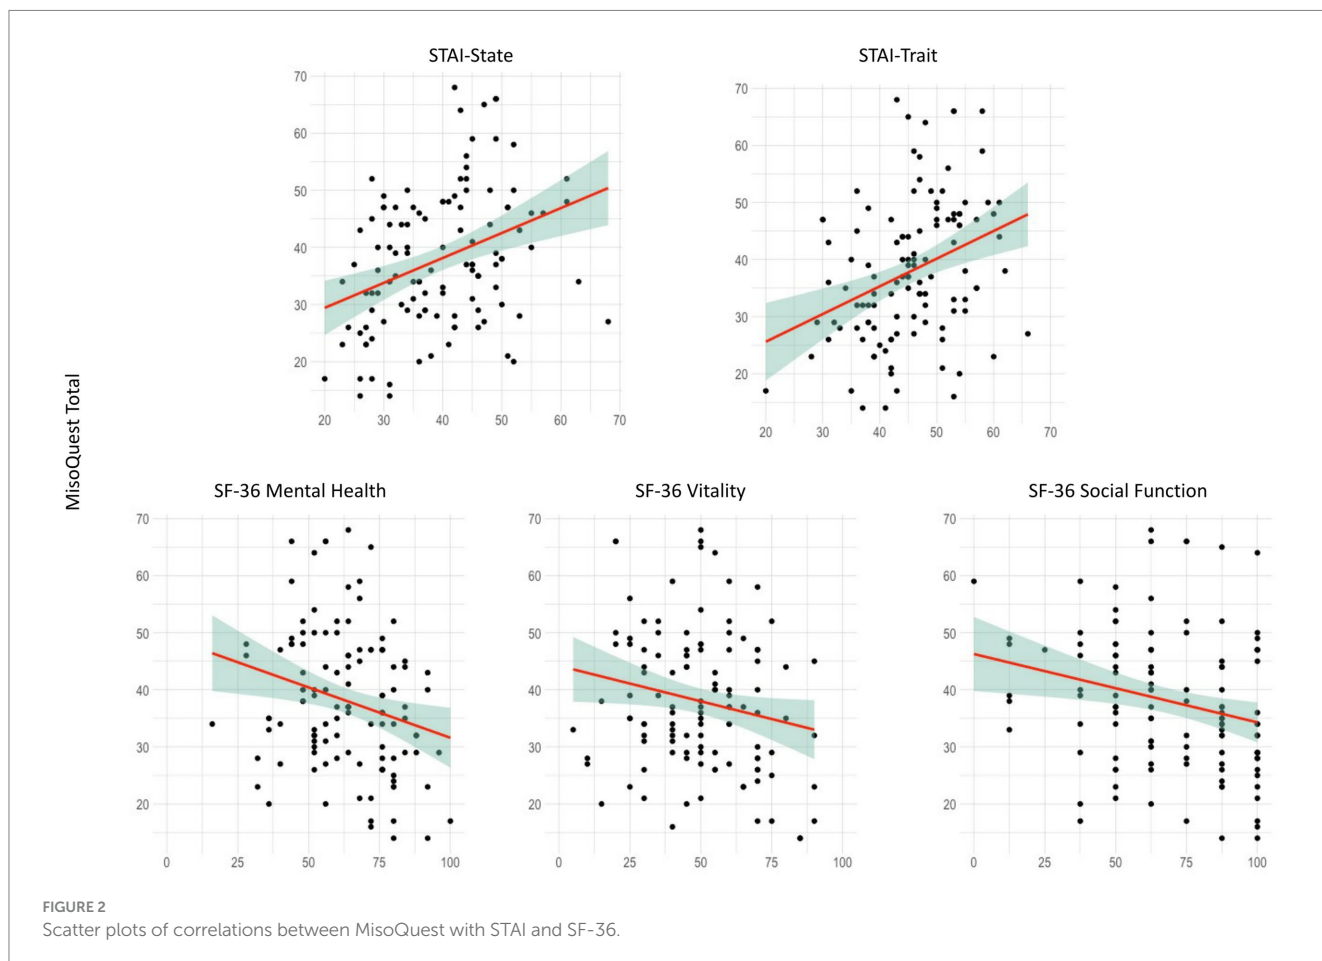 STAI-State
70
60
50
40
30
20
20 30 40 50 60 70
STAI-Trait
70
60
50
40
30
20
20 30 40 50 60 70
MisoQuest Total
SF-36 Mental Health
70
60
50
40
30
20
0 25 50 75 100
SF-36 Vitality
70
60
50
40
30
20
0 25 50 75 100
SF-36 Social Function
70
60
50
40
30
20
0 25 50 75 100
FIGURE 2
Scatter plots of correlations between MisoQuest with STAI and SF-36.